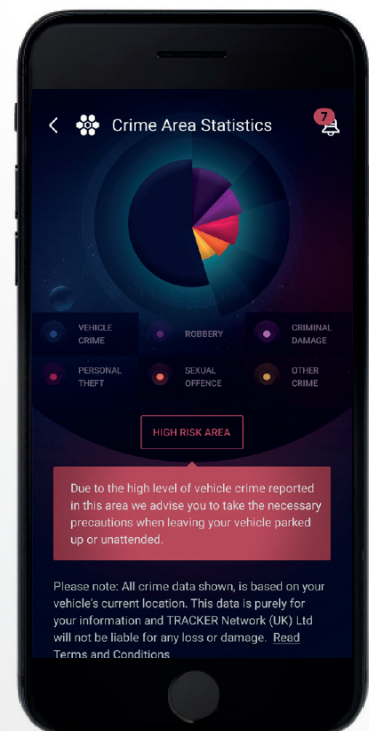 Crime Area Statistics
7
VEHICLE CRIME
ROBBERY
CRIMINAL DAMAGE
PERSONAL THEFT
SEXUAL OFFENCE
OTHER CRIME
HIGH RISK AREA
Due to the high level of vehicle crime reported
in this area we advise you to take the necessary
precautions when leaving your vehicle parked
up or unattended.
Please note: All crime data shown, is based on your
vehicle's current location. This data is purely for
your information and TRACKER Network (UK) Ltd
will not be liable for any loss or damage. Read
Terms and Conditions